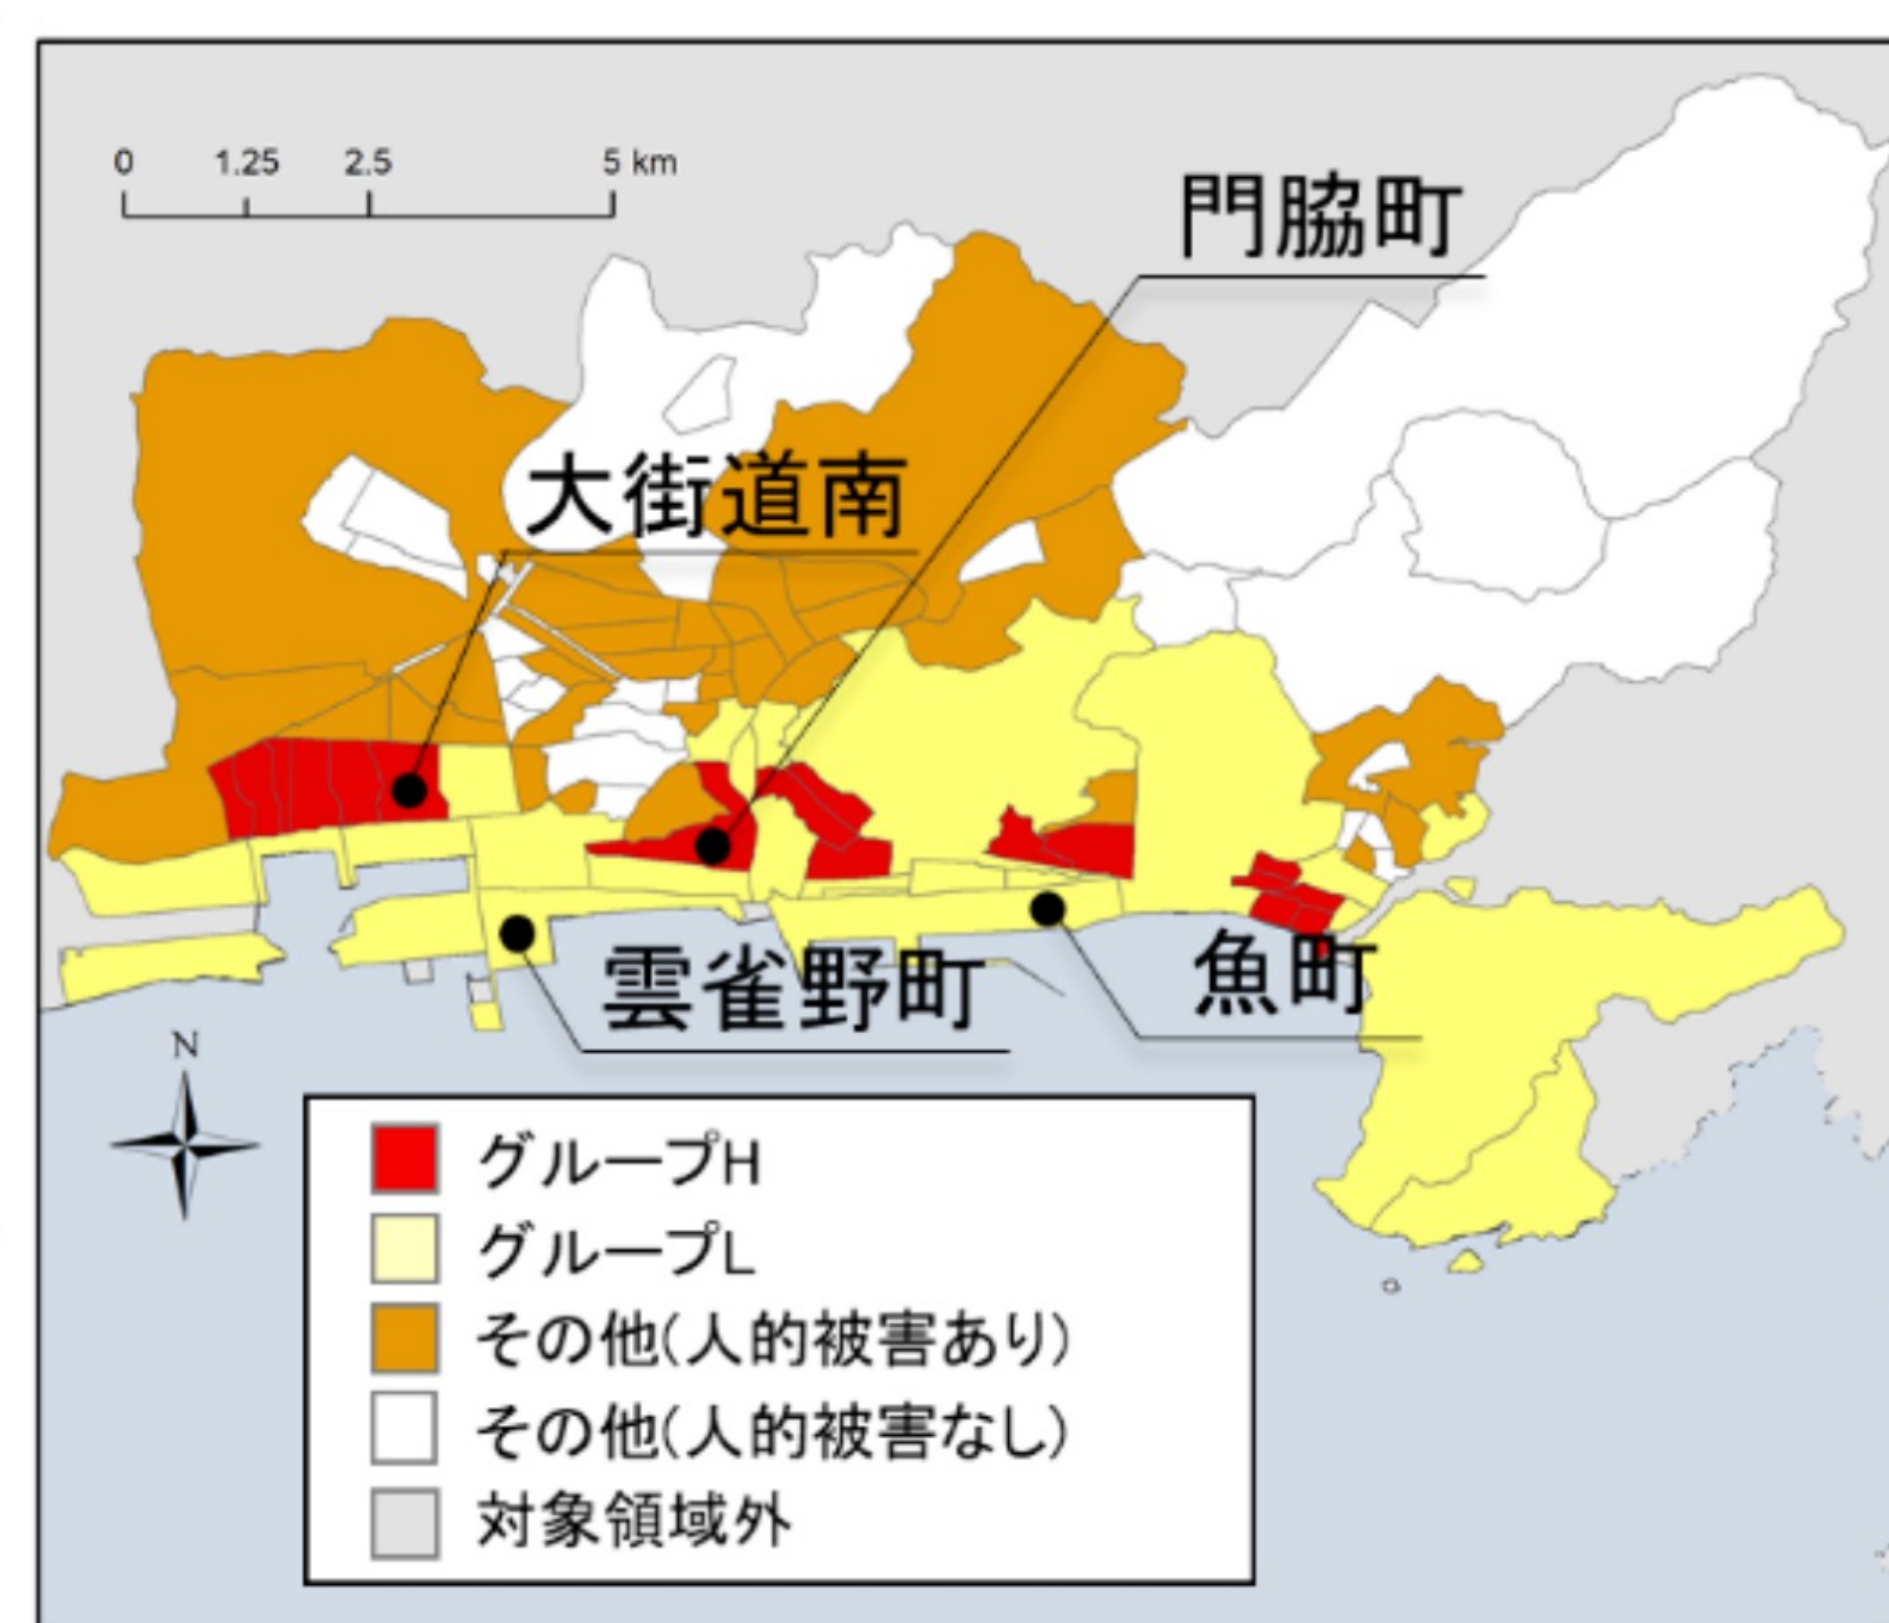 0 1.25 2.5 5 km
門脇町
大街道南
雲雀野町
魚町
N
グループH
グループL
その他(人的被害あり)
その他(人的被害なし)
対象領域外